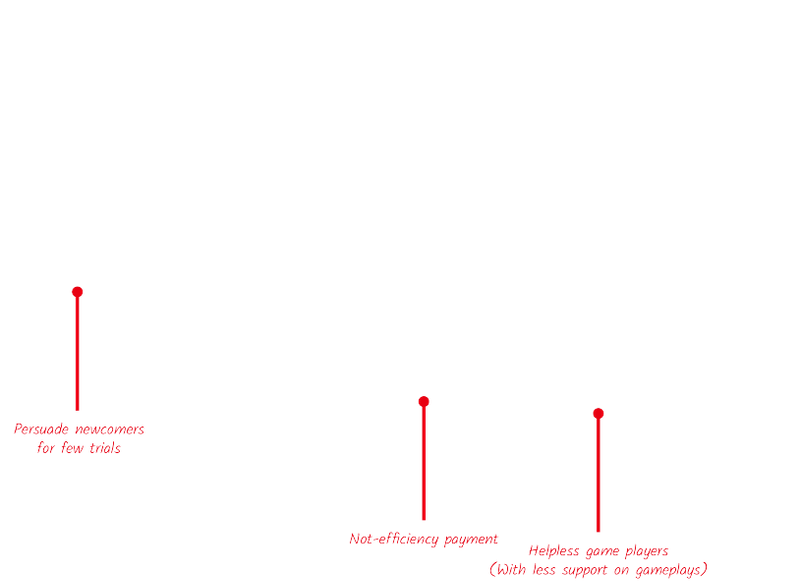 Persuade newcomers
for few trials
Not-efficiency payment
Helpless game players
(With less support on gameplays)